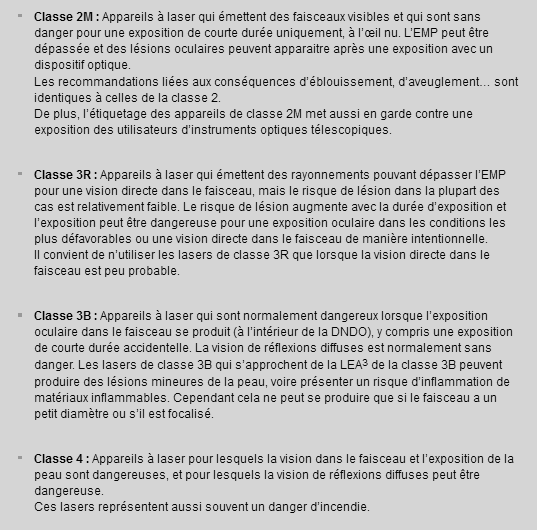 Classe 2M : Appareils à laser qui émettent des faisceaux visibles et qui sont sans
danger pour une exposition de courte durée uniquement, à l'œil nu. L'EMP peut être
dépassée et des lésions oculaires peuvent apparaitre après une exposition avec un
dispositif optique.
Les recommandations liées aux conséquences d'éblouissement, d'aveuglement… sont
identiques à celles de la classe 2.
De plus, l'étiquetage des appareils de classe 2M met aussi en garde contre une
exposition des utilisateurs d'instruments optiques télescopiques.
Classe 3R : Appareils à laser qui émettent des rayonnements pouvant dépasser l'EMP
pour une vision directe dans le faisceau, mais le risque de lésion dans la plupart des
cas est relativement faible. Le risque de lésion augmente avec la durée d'exposition et
l'exposition peut être dangereuse pour une exposition oculaire dans les conditions les
plus défavorables ou une vision directe dans le faisceau de manière intentionnelle.
Il convient de n'utiliser les lasers de classe 3R que lorsque la vision directe dans le
faisceau est peu probable.
Classe 3B : Appareils à laser qui sont normalement dangereux lorsque l'exposition
oculaire dans le faisceau se produit (à l'intérieur de la DNDO), y compris une exposition
de courte durée accidentelle. La vision de réflexions diffuses est normalement sans
danger. Les lasers de classe 3B qui s'approchent de la LEA³ de la classe 3B peuvent
produire des lésions mineures de la peau, voire présenter un risque d'inflammation de
matériaux inflammables. Cependant cela ne peut se produire que si le faisceau a un
petit diamètre ou s'il est focalisé.
Classe 4 : Appareils à laser pour lesquels la vision dans le faisceau et l'exposition de la
peau sont dangereuses, et pour lesquels la vision de réflexions diffuses peut être
dangereuse.
Ces lasers représentent aussi souvent un danger d'incendie.